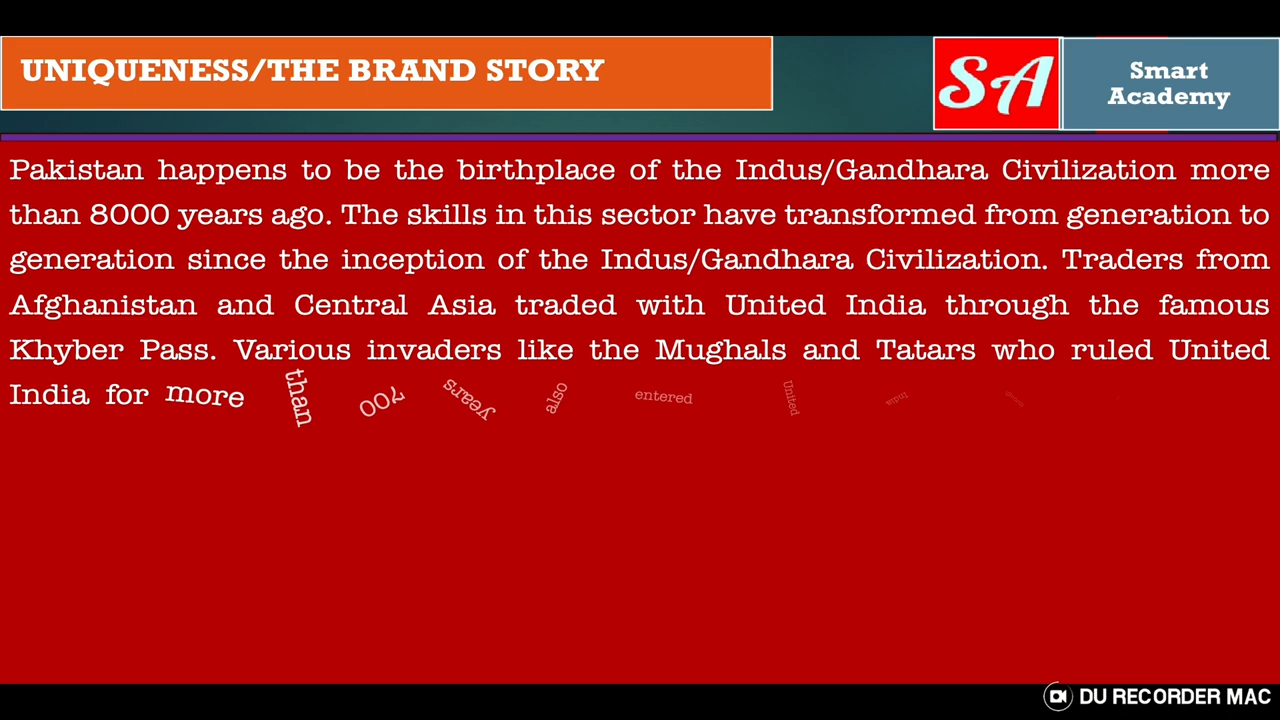 UNIQUENESS/THE BRAND STORY
SA
Smart
Academy
Pakistan happens to be the birthplace of the Indus/Gandhara Civilization more
than 8000 years ago. The skills in this sector have transformed from generation to
generation since the inception of the Indus/Gandhara Civilization. Traders from
Afghanistan and Central Asia traded with United India through the famous
Khyber Pass. Various invaders like the Mughals and Tatars who ruled United
India for more than 700 years also entered United India
DU RECORDER MAC